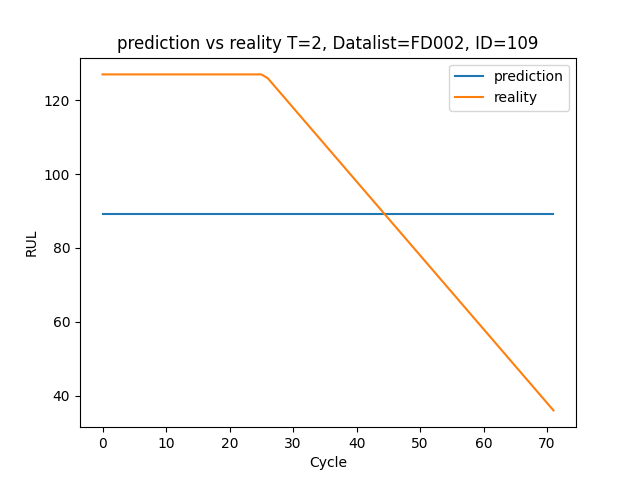 prediction vs reality T=2, Datalist=FD002, ID=109
prediction
reality
RUL
120
100
80
60
40
0 10 20 30 40 50 60 70
Cycle